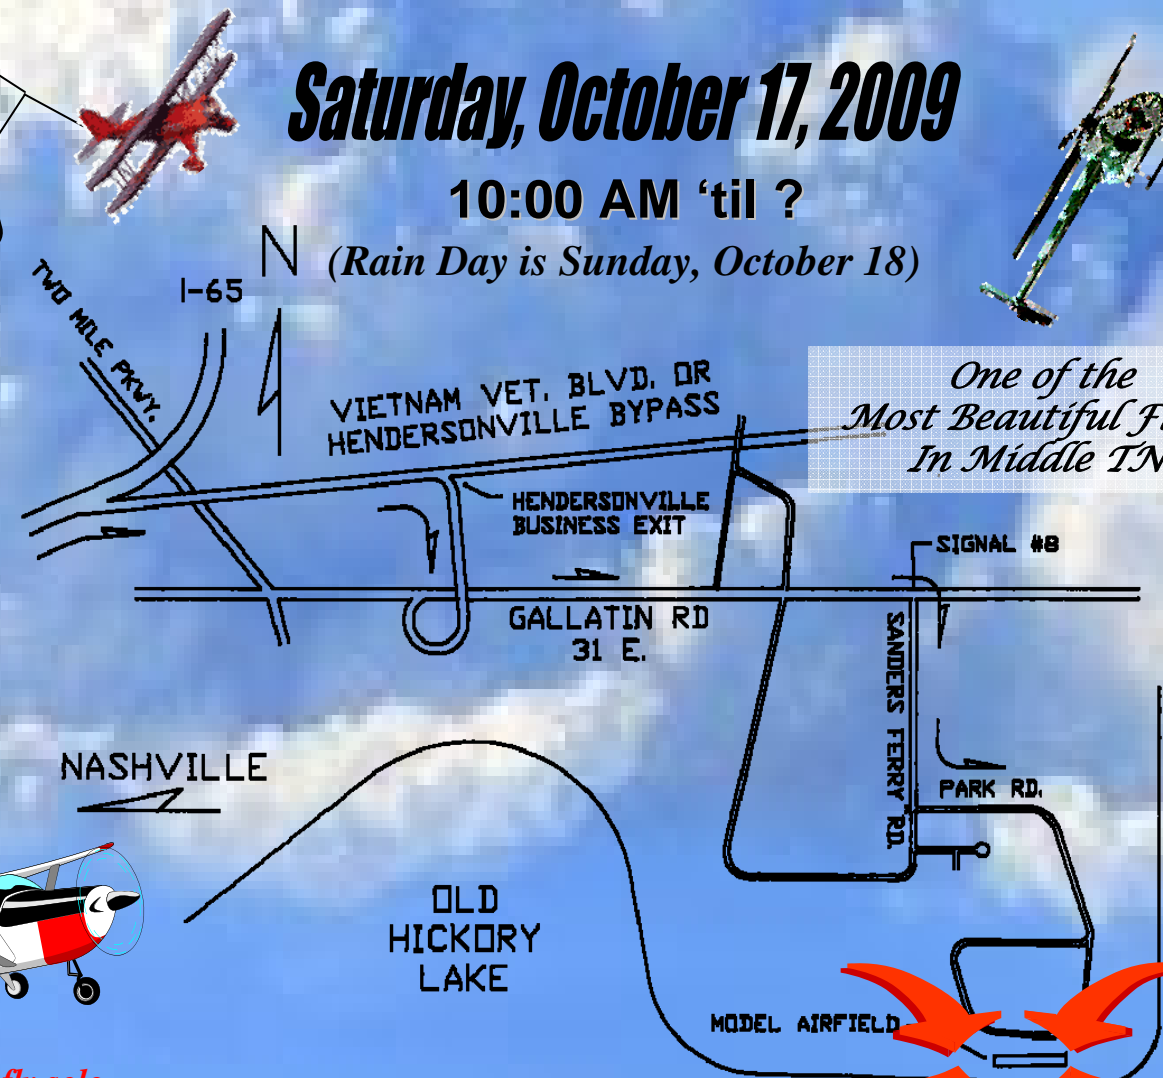 Saturday, October 17, 2009
10:00 AM ‘til ?
(Rain Day is Sunday, October 18)
N
I-65
TWO MILE PKWY.
VIETNAM VET. BLVD. OR
HENDERSONVILLE BYPASS
One of the
Most Beautiful
In Middle TN
HENDERSONVILLE
BUSINESS EXIT
SIGNAL #8
GALLATIN RD
31 E.
SANDERS FERRY RD.
NASHVILLE
PARK RD.
OLD
HICKORY
LAKE
MODEL AIRFIELD